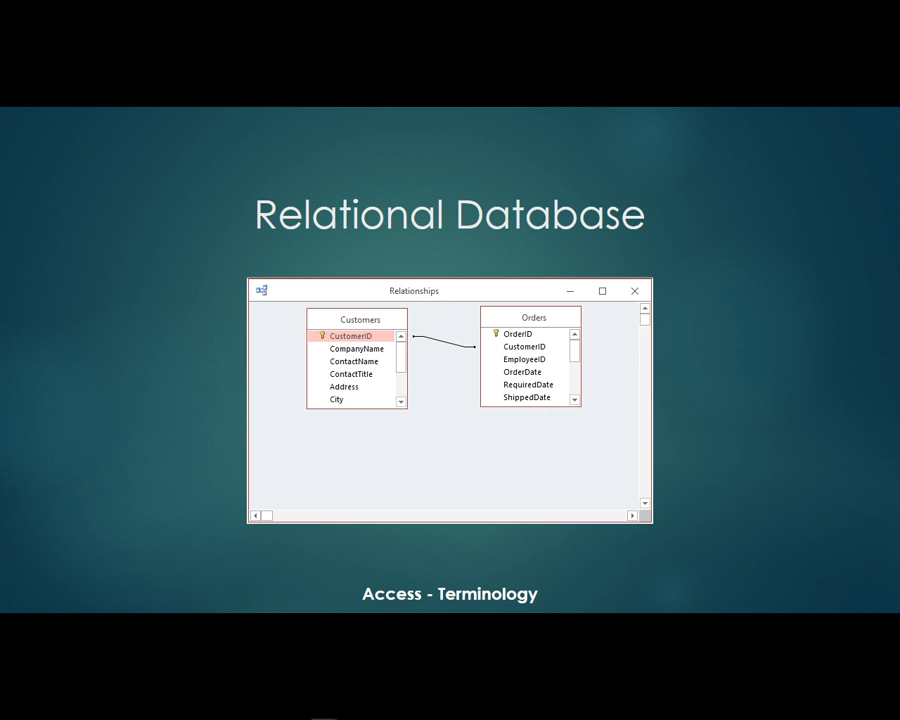 Relational Database
Relationships
Customers
CustomerID
CompanyName
ContactName
ContactTitle
Address
City
Orders
OrderID
CustomerID
EmployeeID
OrderDate
RequiredDate
ShippedDate
Access - Terminology